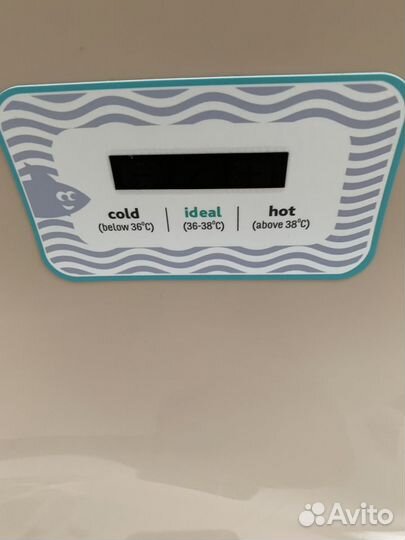 cold | ideal | hot
(below 36°C) | (36-38°C) | (above 38°C)
Avito